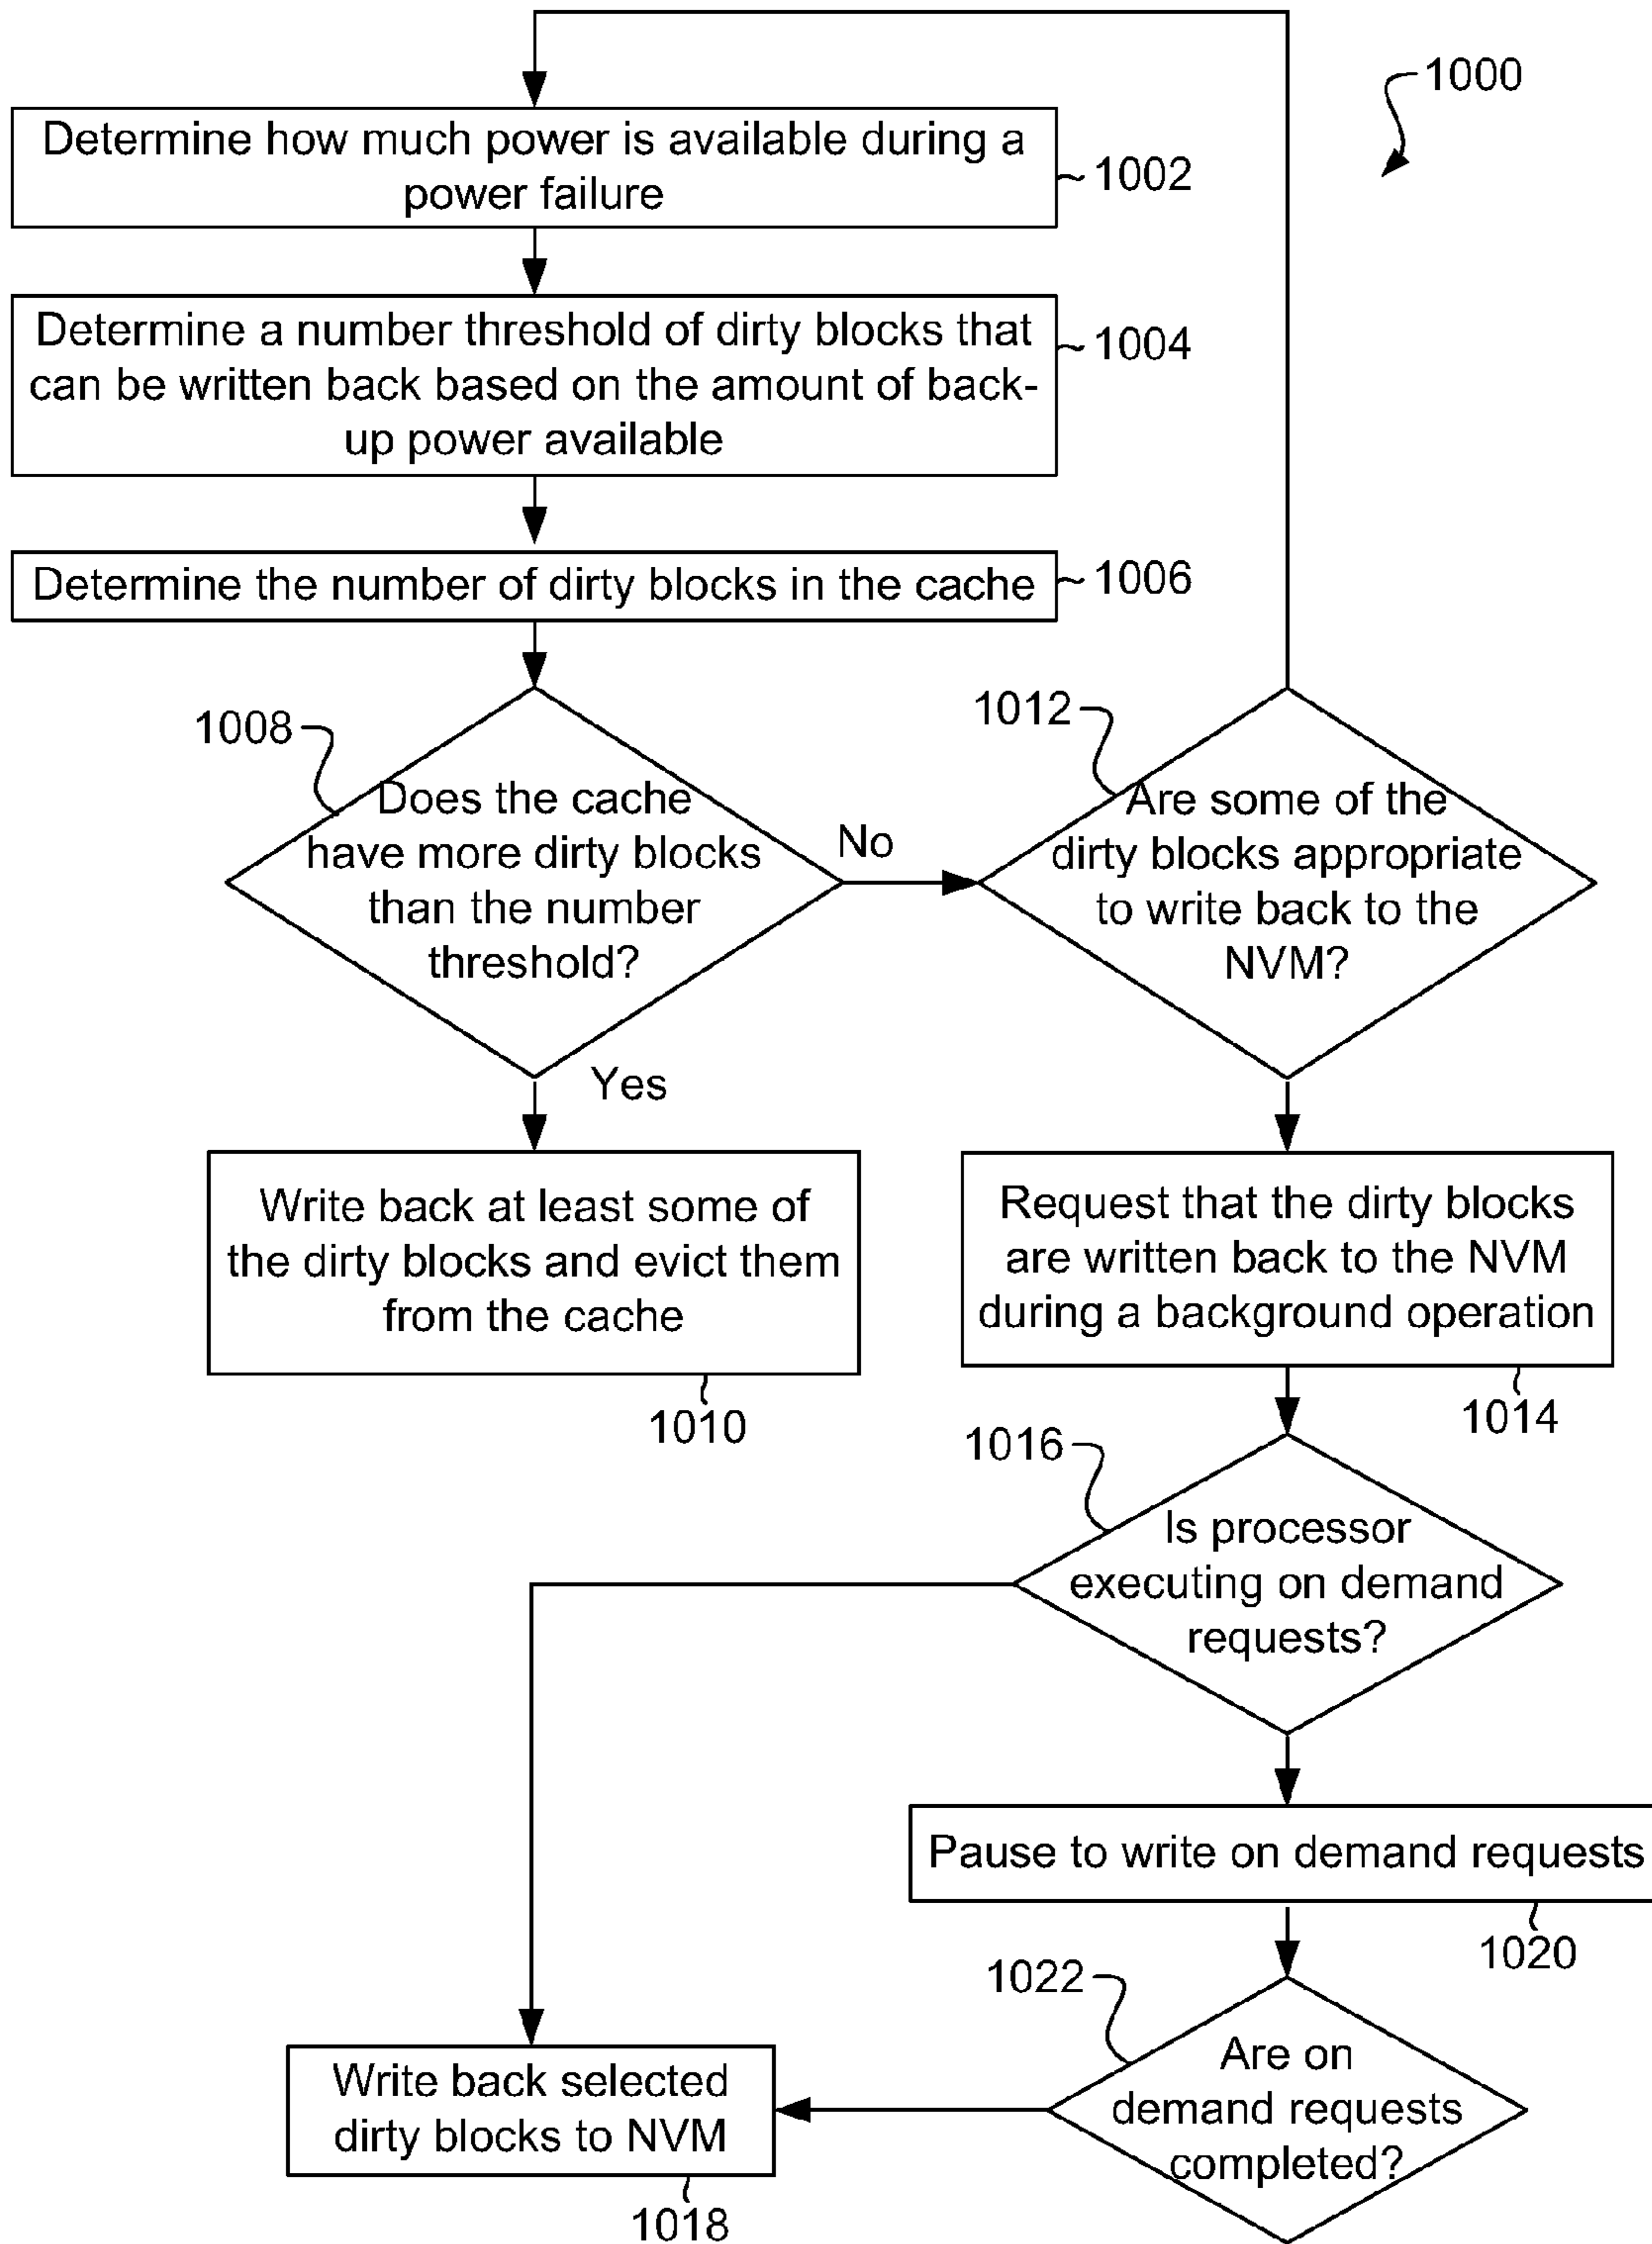 1000
Determine how much power is available during a
power failure
1002
Determine a number threshold of dirty blocks that
can be written back based on the amount of back-
up power available
1004
Determine the number of dirty blocks in the cache
1006
1008
Does the cache
have more dirty blocks
than the number
threshold?
No
Yes
1012
Are some of the
dirty blocks appropriate
to write back to the
NVM?
Write back at least some of
the dirty blocks and evict them
from the cache
1010
Request that the dirty blocks
are written back to the NVM
during a background operation
1014
1016
Is processor
executing on demand
requests?
Pause to write on demand requests
1020
1022
Are on
demand requests
completed?
Write back selected
dirty blocks to NVM
1018